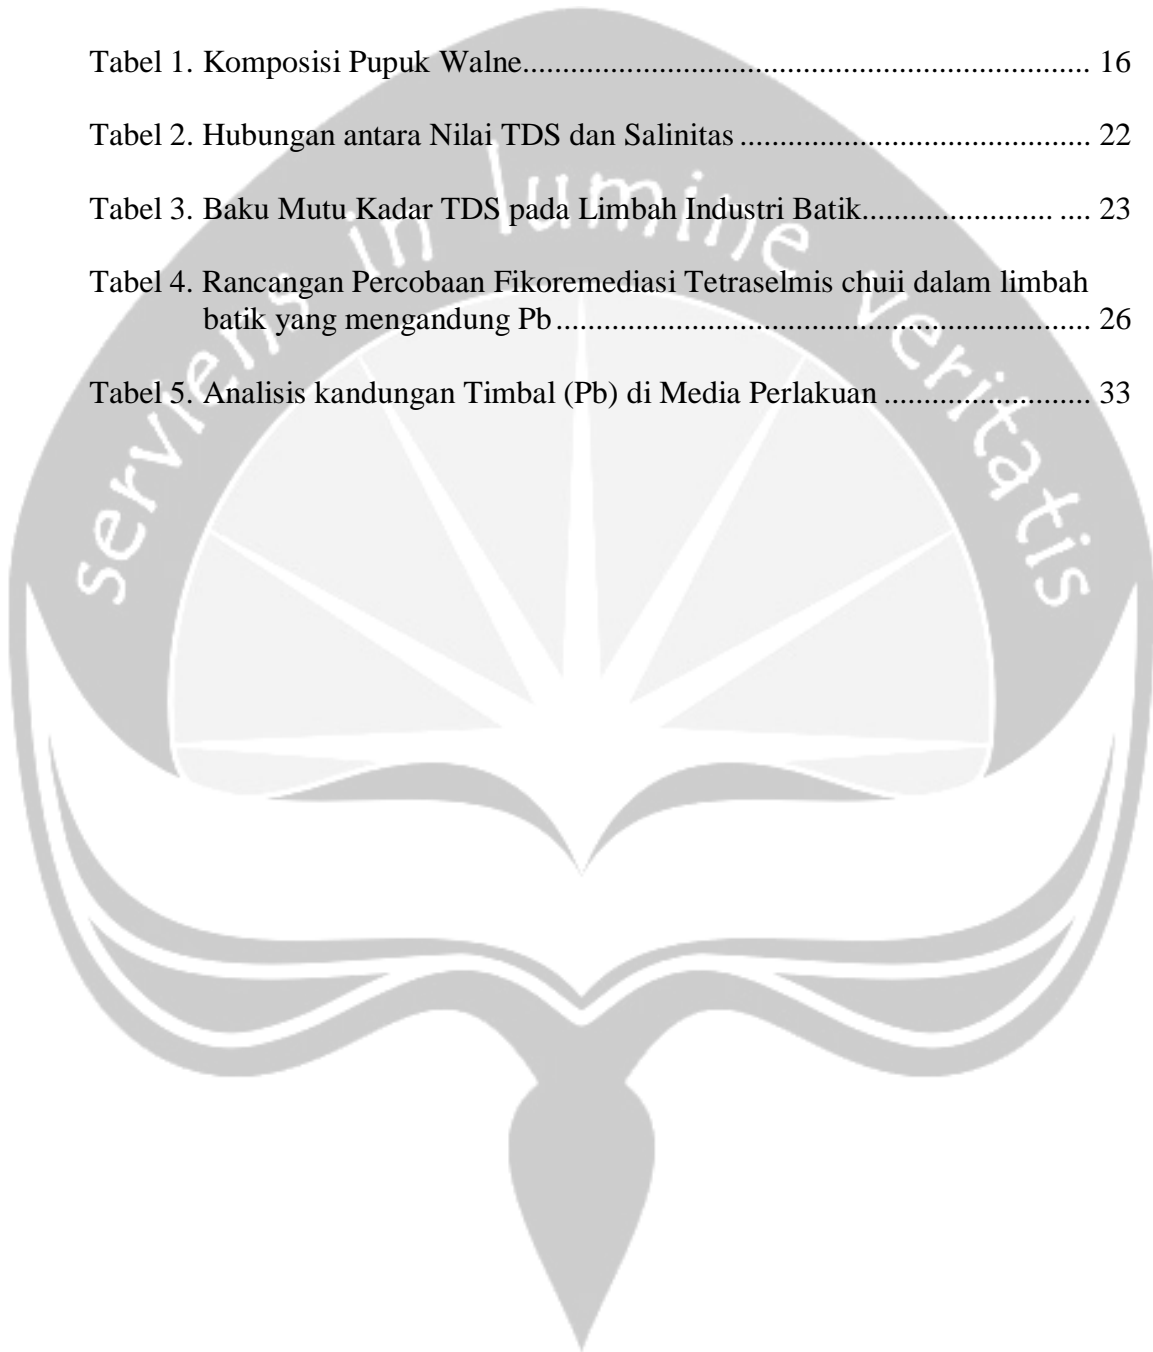 Tabel 1. Komposisi Pupuk Walne......................................................................... 16
Tabel 2. Hubungan antara Nilai TDS dan Salinitas ............................................. 22
Tabel 3. Baku Mutu Kadar TDS pada Limbah Industri Batik........................ .... 23
Tabel 4. Rancangan Percobaan Fikoremediasi Tetraselmis chuii dalam limbah
batik yang mengandung Pb ..................................................................... 26
Tabel 5. Analisis kandungan Timbal (Pb) di Media Perlakuan ........................... 33
serviens in lumine veritatis